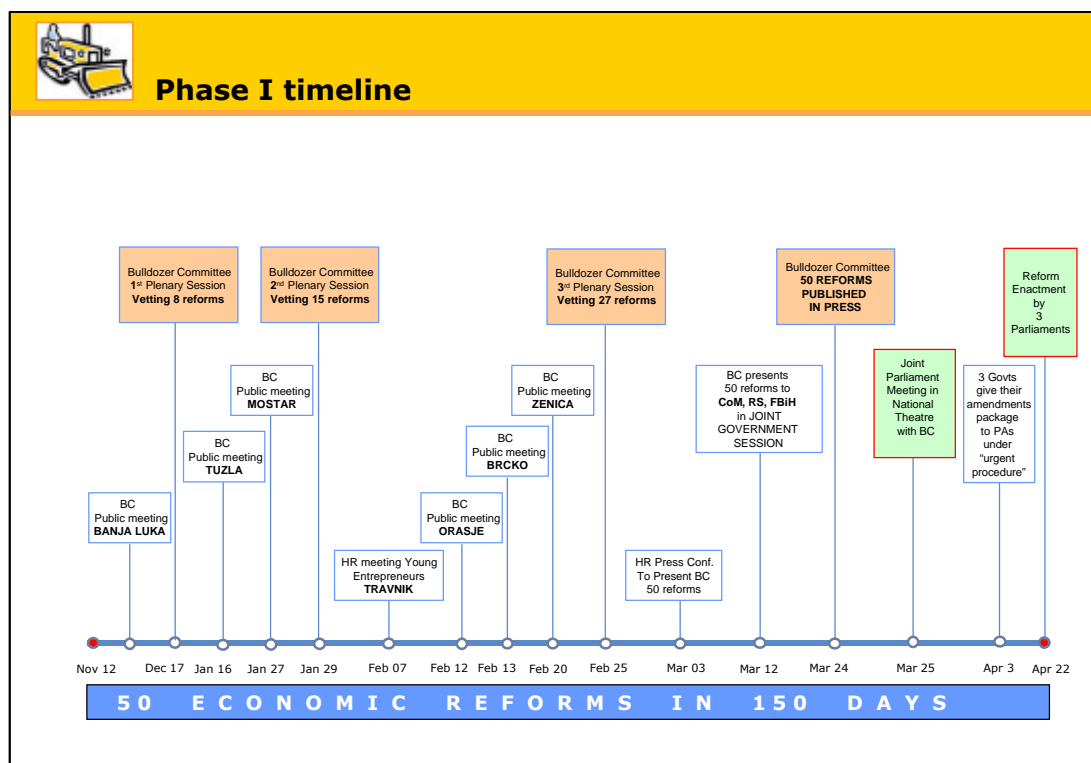 Phase I timeline
Bulldozer Committee
1st Plenary Session
Vetting 8 reforms
Bulldozer Committee
2nd Plenary Session
Vetting 15 reforms
Bulldozer Committee
3rd Plenary Session
Vetting 27 reforms
Bulldozer Committee
50 REFORMS
PUBLISHED
IN PRESS
Reform
Enactment
by
3
Parliaments
BC
Public meeting
BANJA LUKA
BC
Public meeting
TUZLA
BC
Public meeting
MOSTAR
HR meeting Young
Entrepreneurs
TRAVNIK
BC
Public meeting
ORASJE
BC
Public meeting
BRCKO
BC
Public meeting
ZENICA
HR Press Conf.
To Present BC
50 reforms
BC presents
50 reforms to
CoM, RS, FBiH
in JOINT
GOVERNMENT
SESSION
Joint
Parliament
Meeting in
National
Theatre
with BC
3 Govts
give their
amendments
package
to PAs
under
“urgent
procedure”
Nov 12
Dec 17
Jan 16
Jan 27
Jan 29
Feb 07
Feb 12
Feb 13
Feb 20
Feb 25
Mar 03
Mar 12
Mar 24
Mar 25
Apr 3
Apr 22
50 ECONOMIC REFORMS IN 150 DAYS